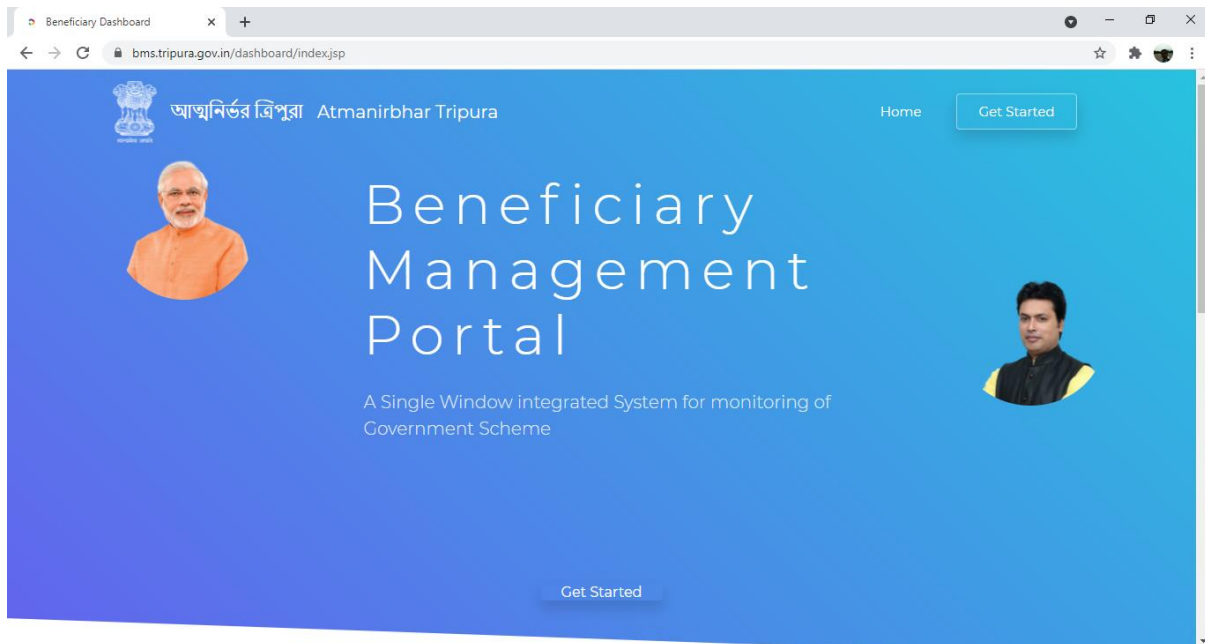 Beneficiary Dashboard
bms.tripura.gov.in/dashboard/index.jsp
আত্মনির্ভর ত্রিপুরা Atmanirbhar Tripura
Home
Get Started
Beneficiary
Management
Portal
A Single Window integrated System for monitoring of
Government Scheme
Get Started